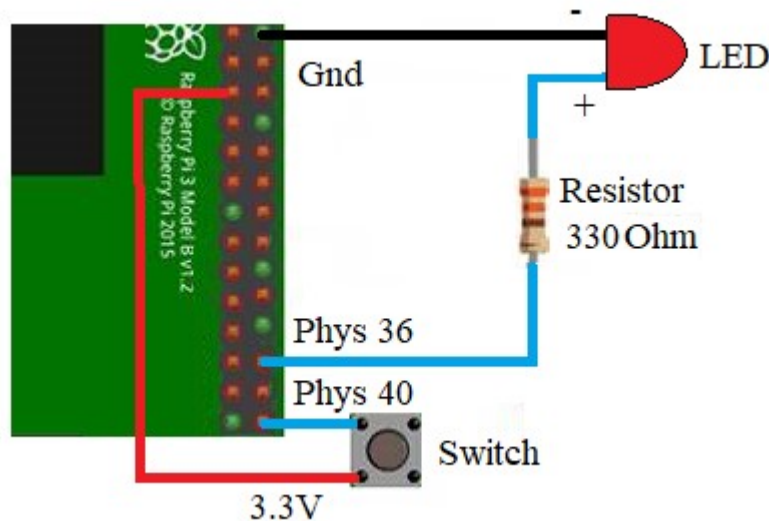 -
LED
Gnd
+
Raspberry Pi 3 Model B v1.2
© Raspberry Pi 2015
Resistor
330 Ohm
Phys 36
Phys 40
Switch
3.3V